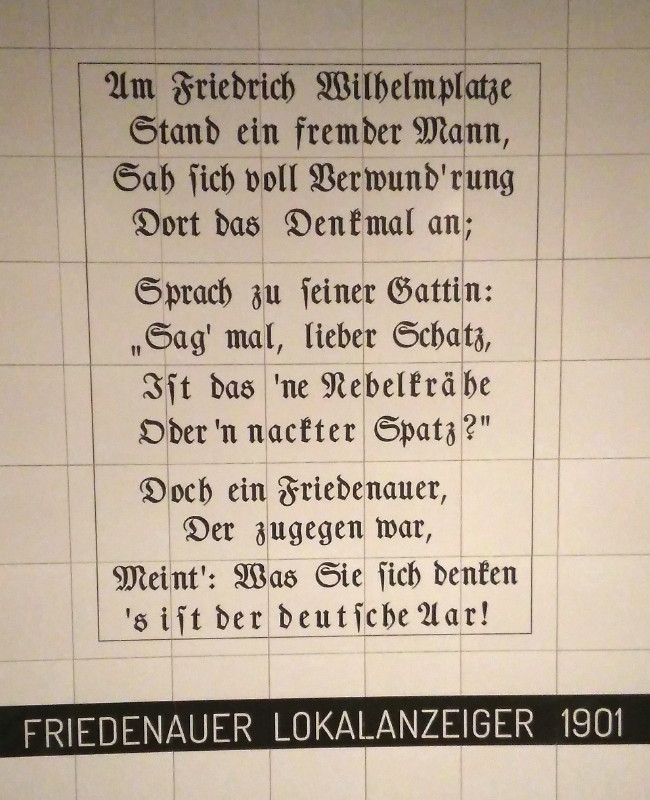 Am Friedrich Wilhelmplatze
Stand ein fremder Mann,
Sah sich voll Verwund'rung
Dort das Denkmal an;
Sprach zu seiner Gattin:
„Sag' mal, lieber Schatz,
Ist das 'ne Nebelkrähe
Oder 'n nackter Spatz?"
Doch ein Friedenauer,
Der zugegen war,
Meint': Was Sie sich denken
's ist der deutsche Aar!
FRIEDENAUER LOKALANZEIGER 1901